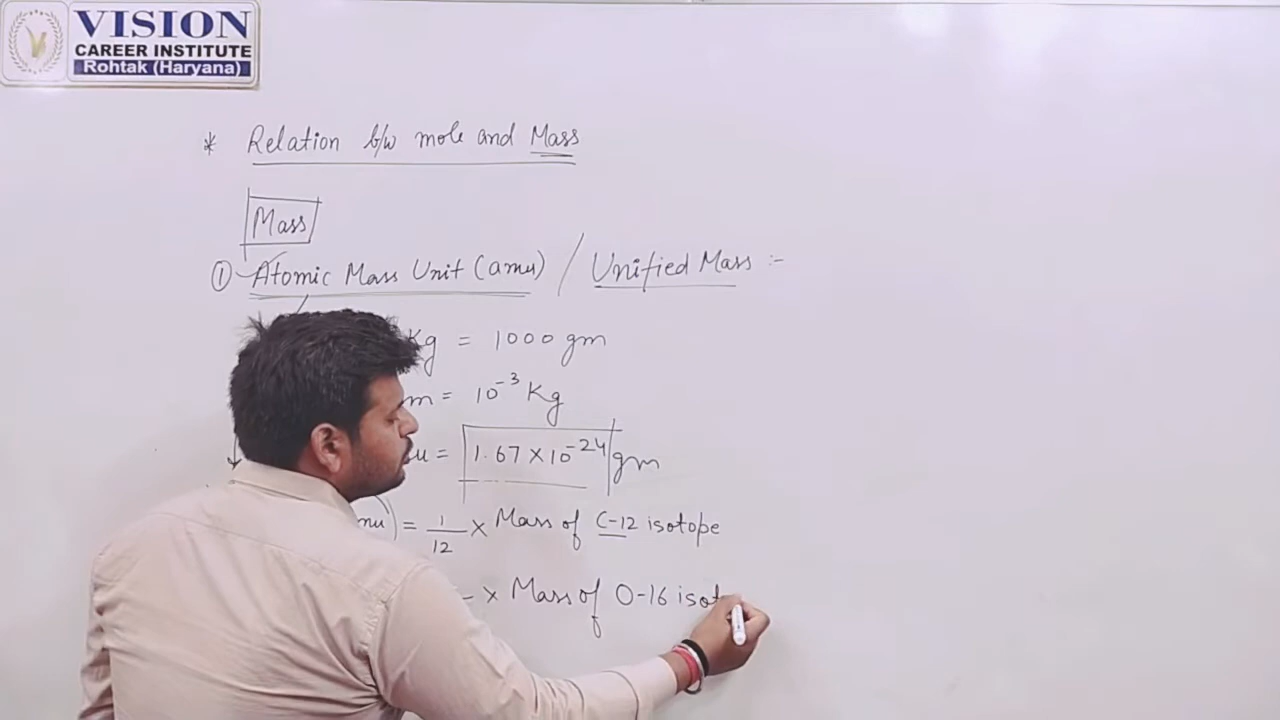 VISION
CAREER INSTITUTE
Rohtak (Haryana)
* Relation b/w mole and Mass
Mass
① Atomic Mass Unit (amu) / Unified Mass :-
Kg = 1000 gm
m = 10⁻³ Kg
u = 1.67 × 10⁻²⁴ gm
mu) = 1/12 × Mass of C-12 isotope
× Mass of O-16 isot